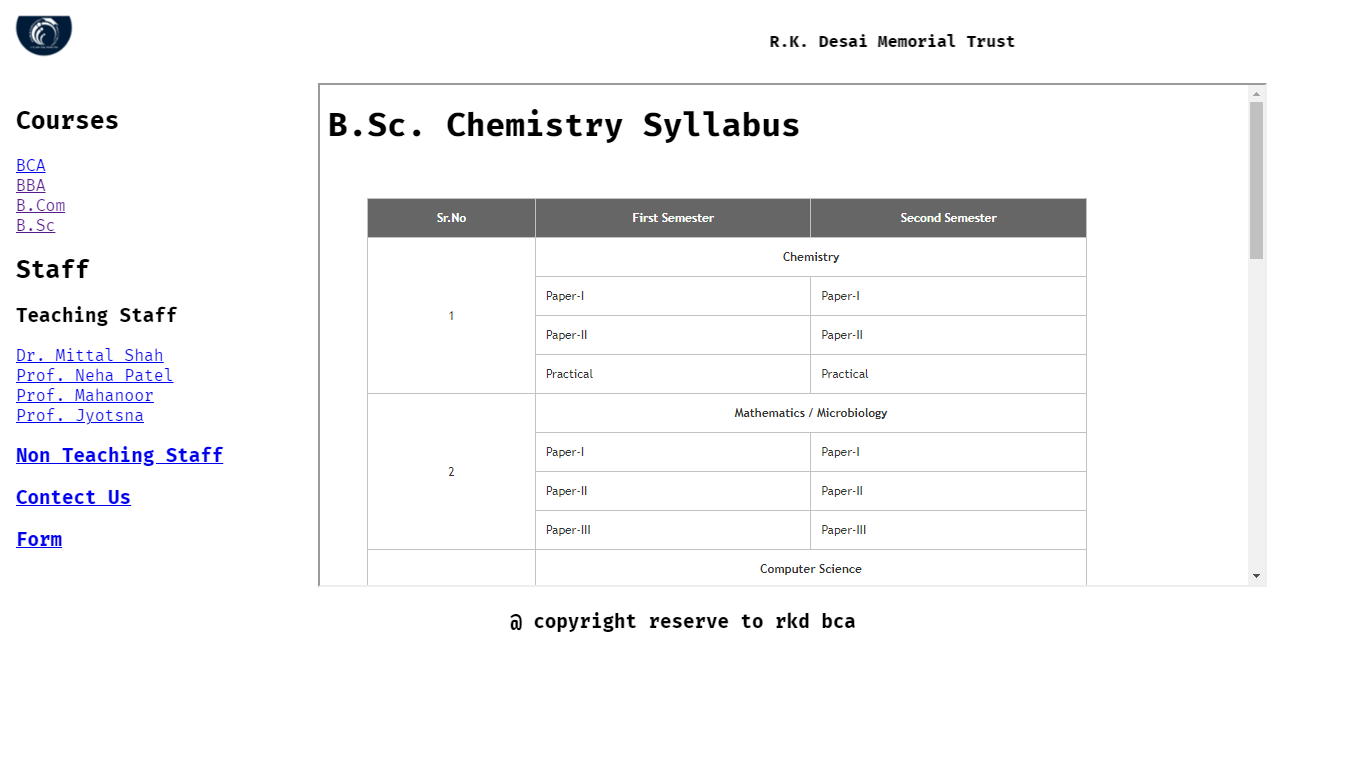 R.K. Desai Memorial Trust
Courses
BCA
BBA
B.Com
B.Sc
Staff
Teaching Staff
Dr. Mittal Shah
Prof. Neha Patel
Prof. Mahanoor
Prof. Jyotsna
Non Teaching Staff
Contect Us
Form
B.Sc. Chemistry Syllabus
Sr.No First Semester Second Semester
Chemistry
1
Paper-I Paper-I
Paper-II Paper-II
Practical Practical
Mathematics / Microbiology
2
Paper-I Paper-I
Paper-II Paper-II
Paper-III Paper-III
Computer Science
@ copyright reserve to rkd bca